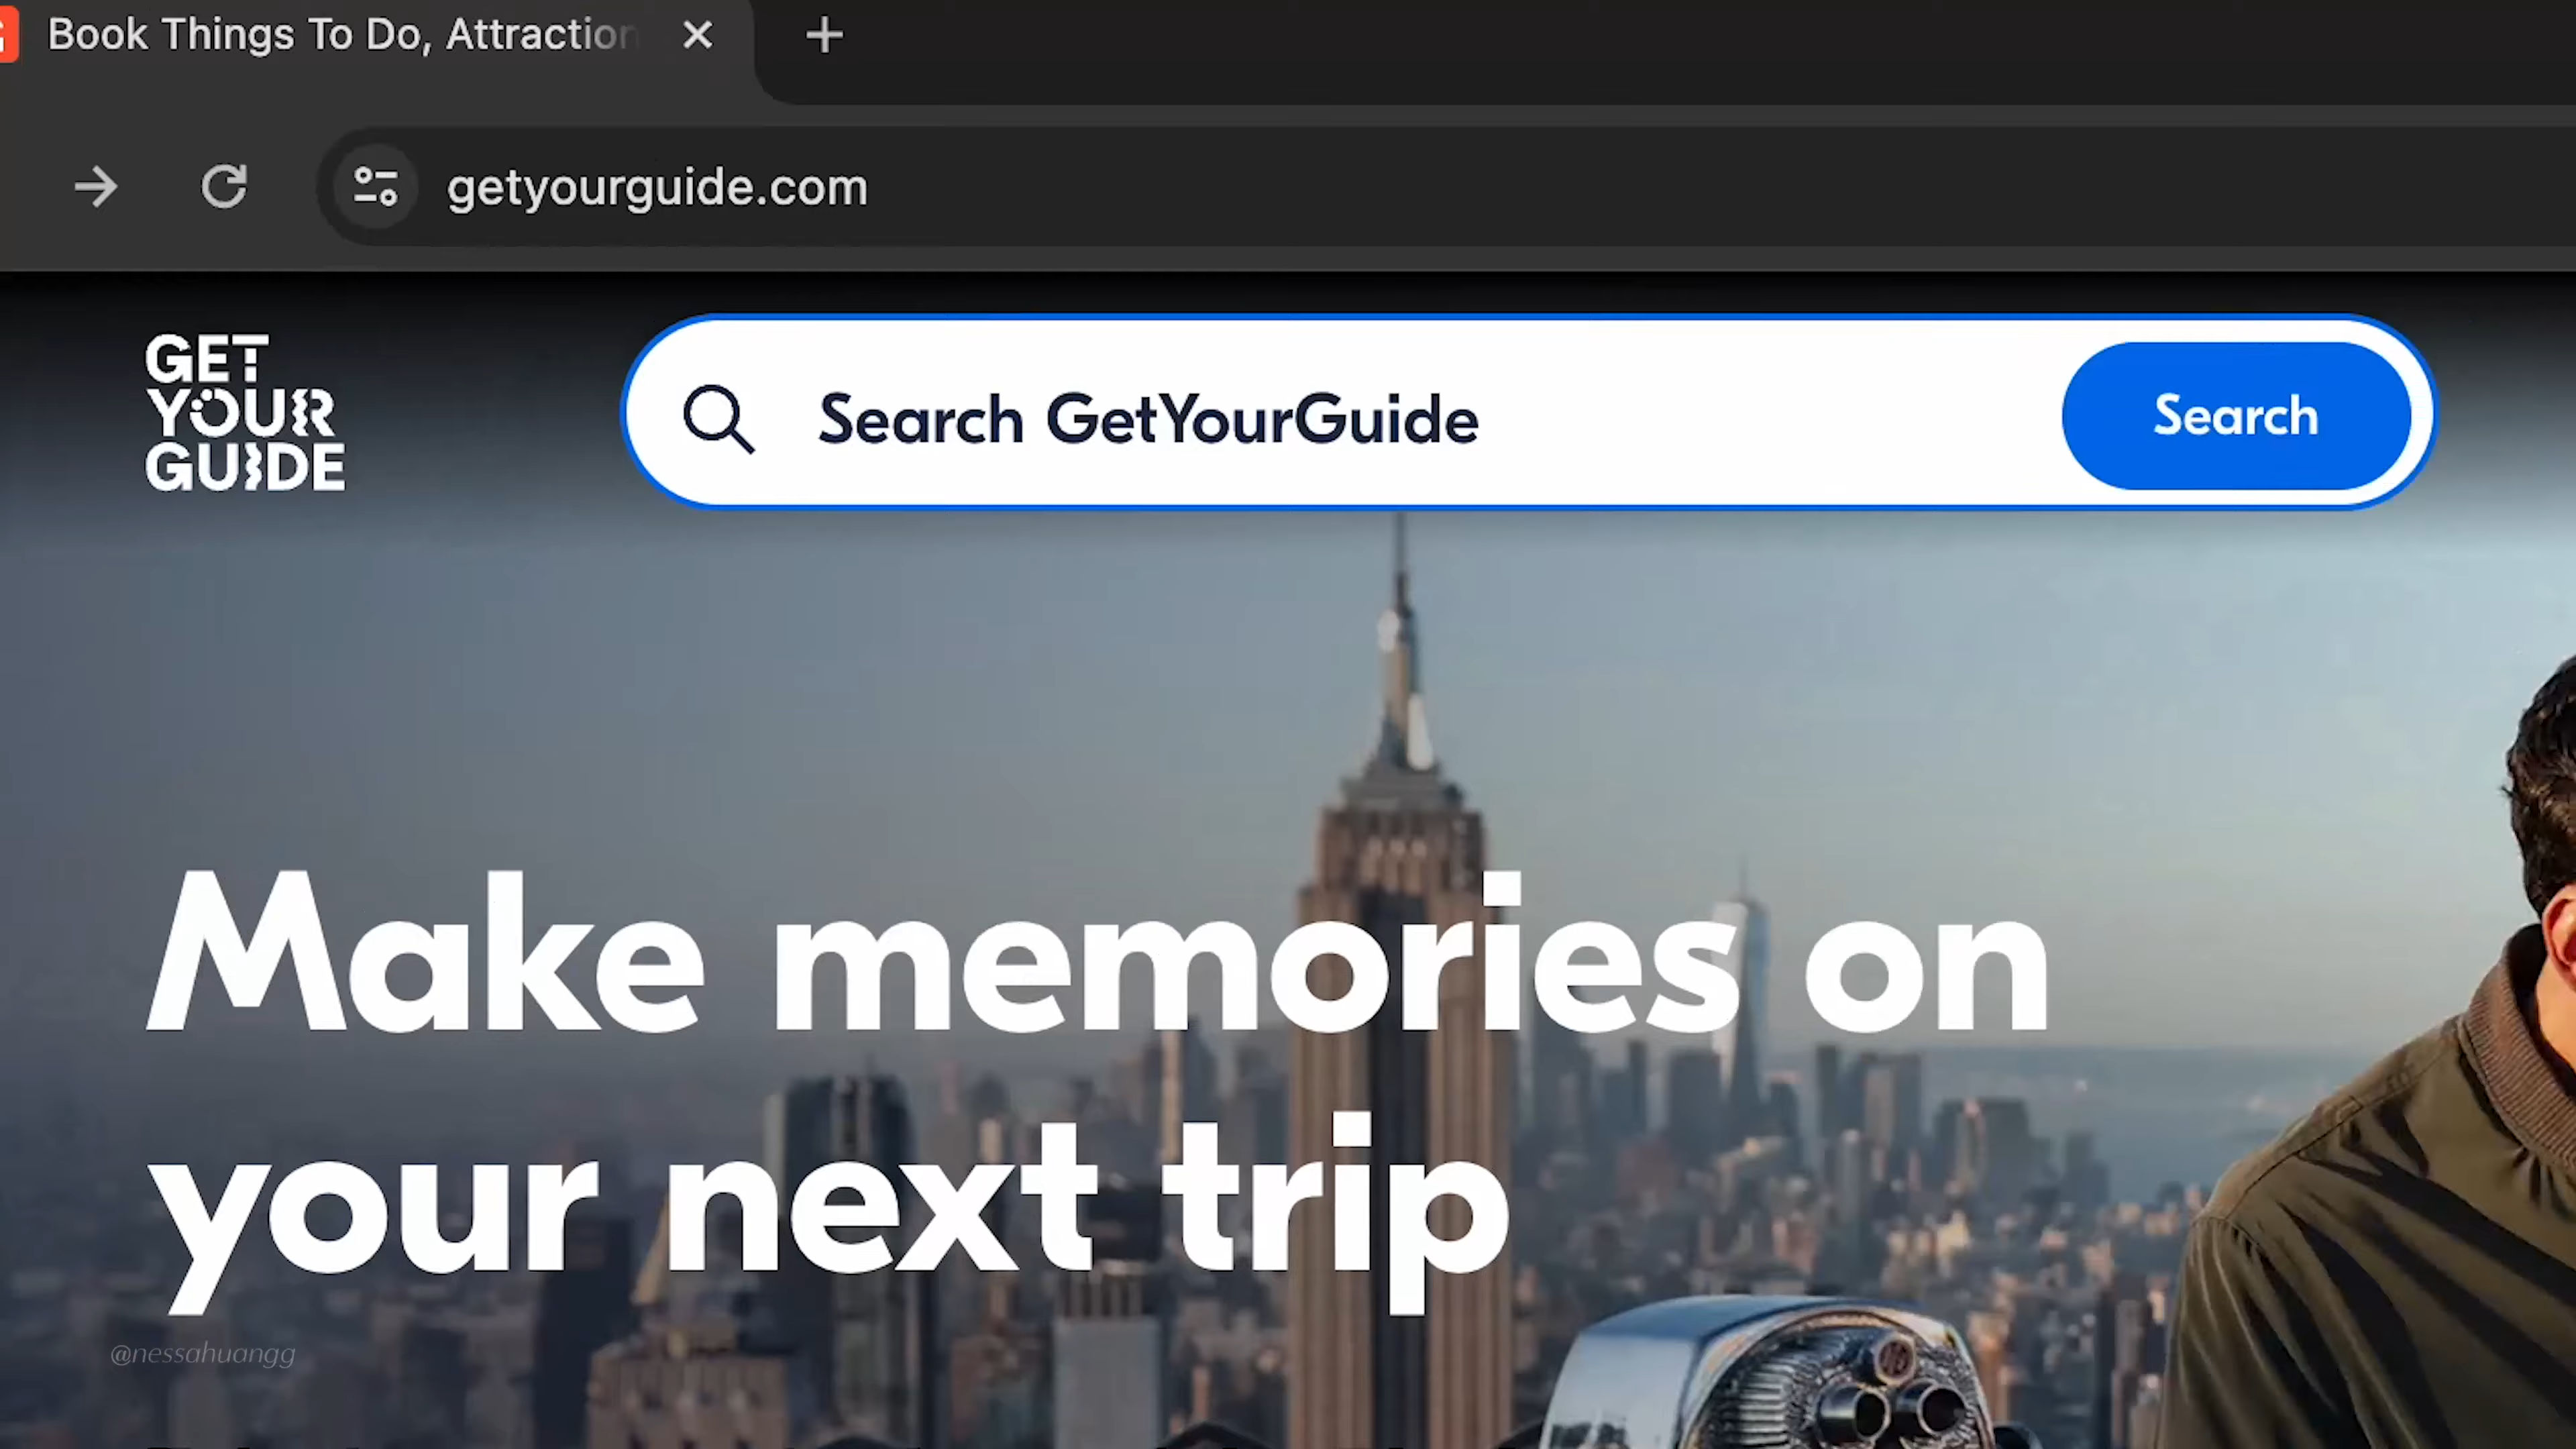 Book Things To Do, Attraction
getyourguide.com
GET
YOUR
GUIDE
Search GetYourGuide
Search
Make memories on
your next trip
@nessahuangg